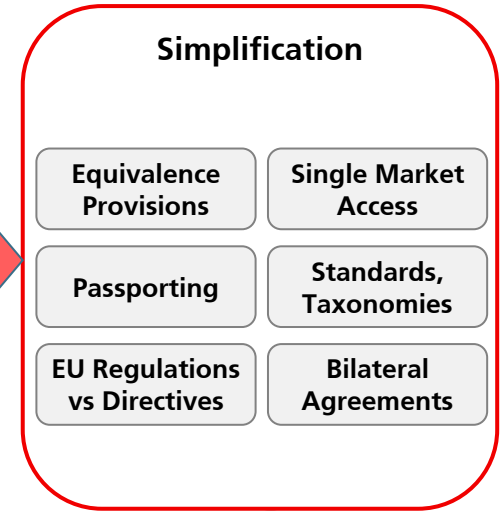 Simplification
Equivalence
Provisions
Single Market
Access
Passporting
Standards,
Taxonomies
EU Regulations
vs Directives
Bilateral
Agreements